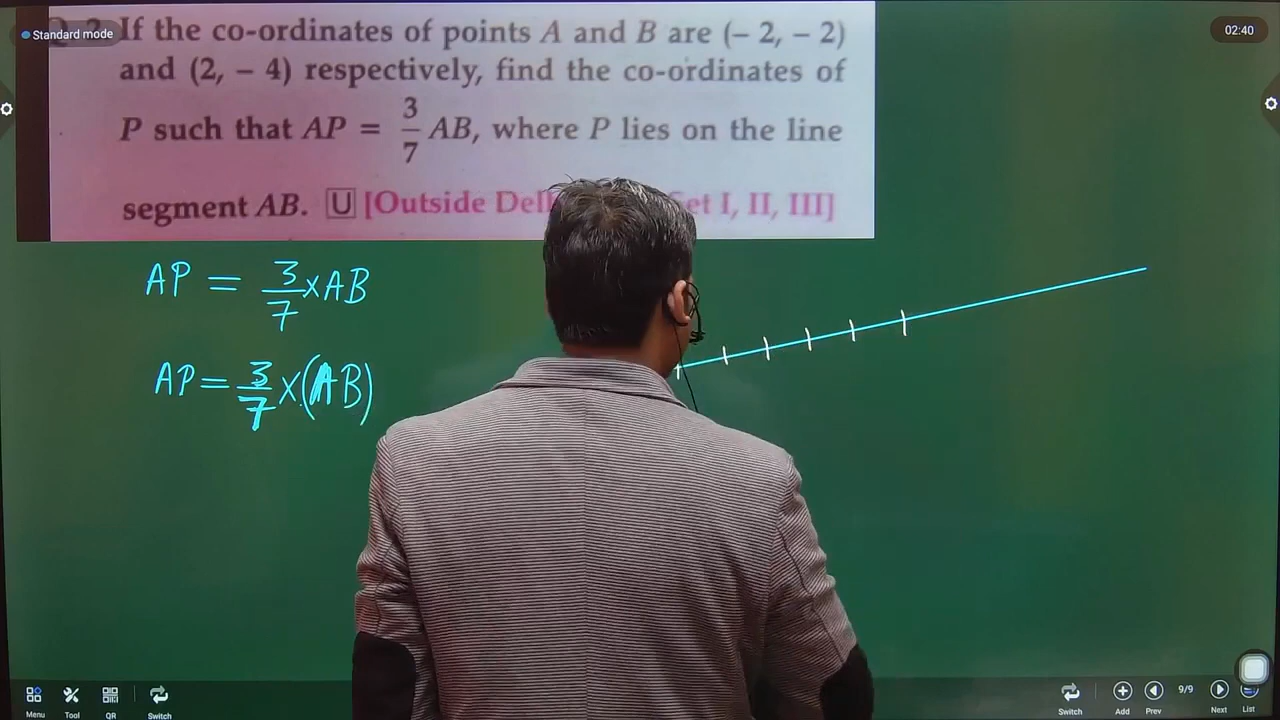 Standard mode
02:40
If the co-ordinates of points A and B are (– 2, – 2)
and (2, – 4) respectively, find the co-ordinates of
P such that AP = 3/7 AB, where P lies on the line
segment AB. U [Outside Del et I, II, III]
AP = 3/7 × AB
AP = 3/7 × (AB)
Menu Tool QR Switch Switch Add Prev 9/9 Next List